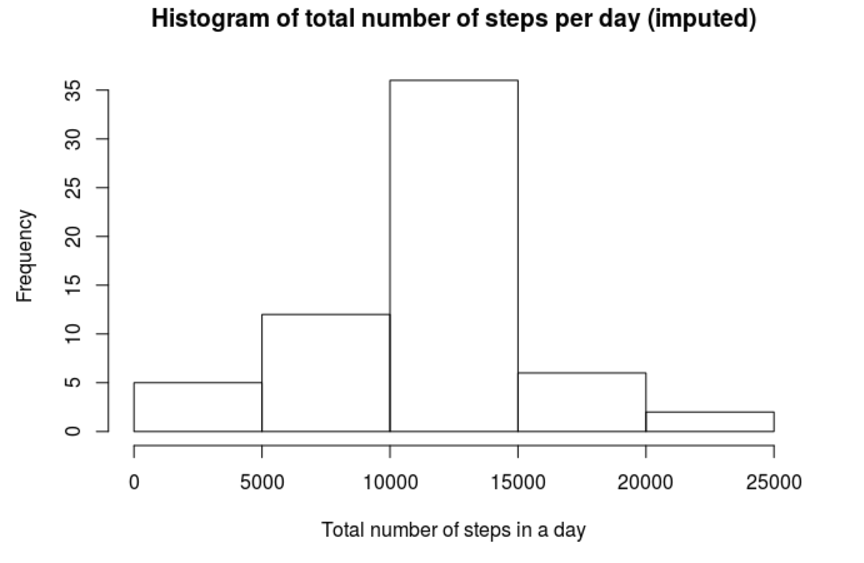 Histogram of total number of steps per day (imputed)
Frequency
35
30
25
20
15
10
5
0
0 5000 10000 15000 20000 25000
Total number of steps in a day